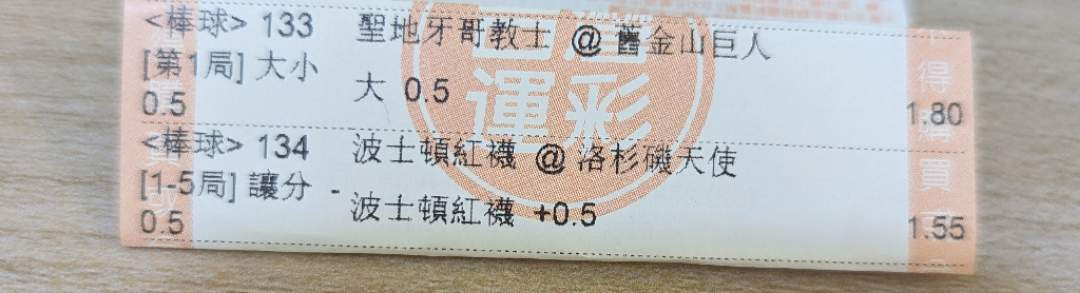 <棒球> 133 聖地牙哥教士 @ 舊金山巨人
[第1局] 大小
大 0.5
0.5 1.80
<棒球> 134 波士頓紅襪 @ 洛杉磯天使
[1-5局] 讓分 -
波士頓紅襪 +0.5
0.5 1.55
運彩
得
購
買